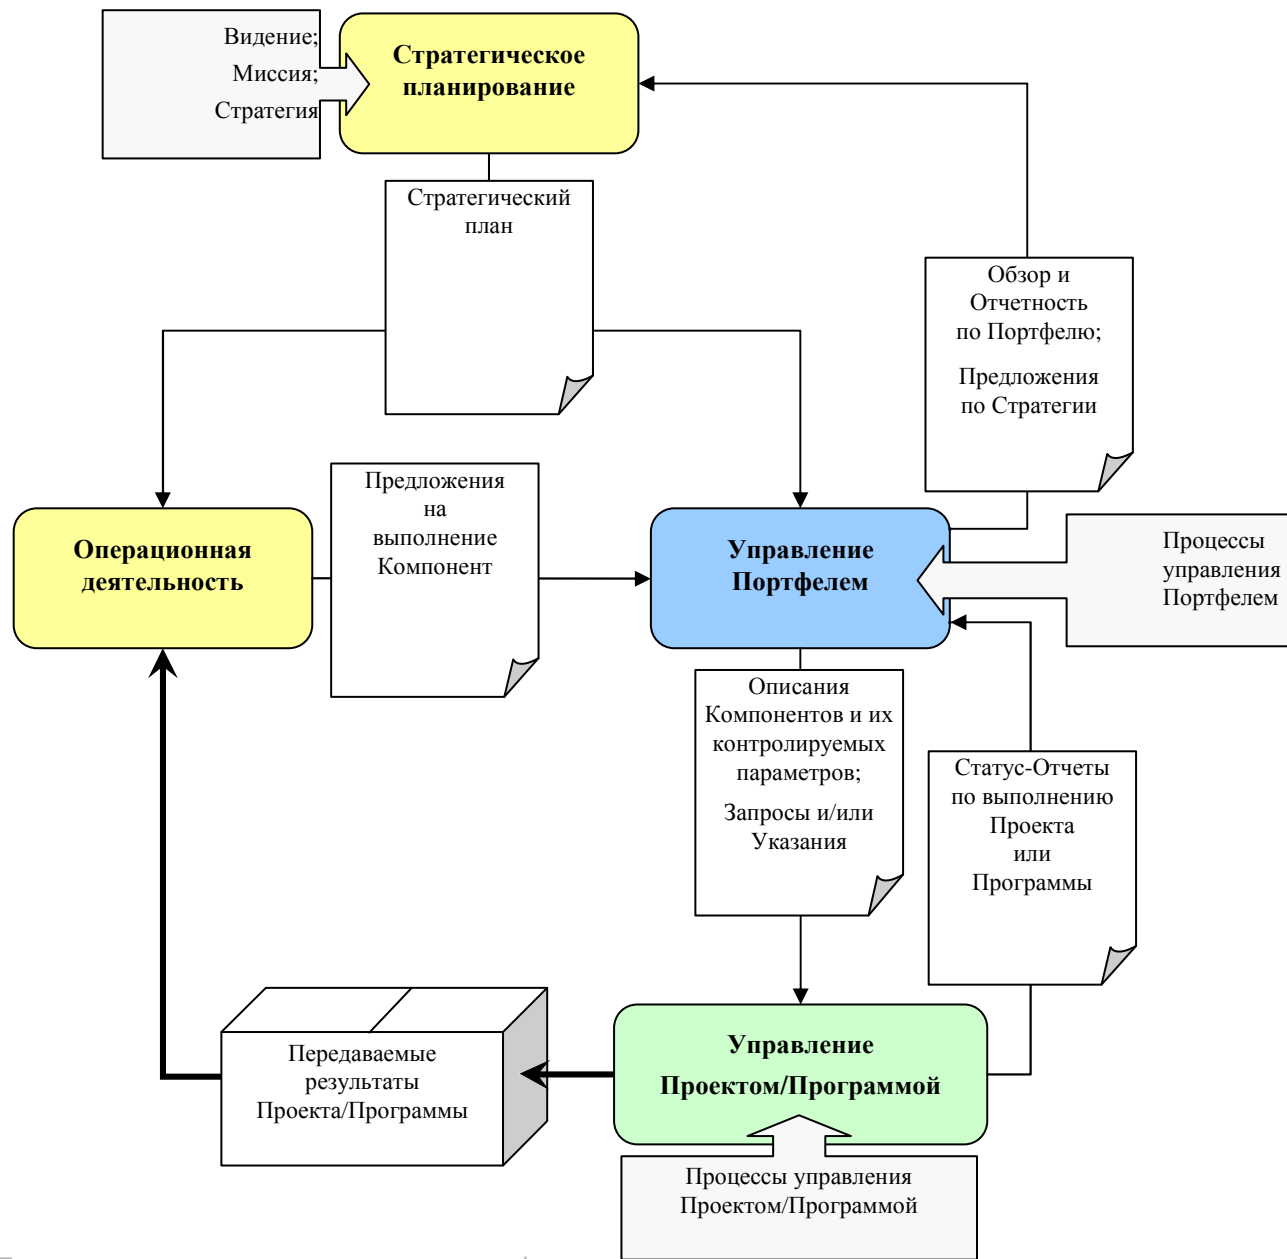 Видение;
Миссия;
Стратегия
Стратегическое
планирование
Стратегический
план
Обзор и
Отчетность
по Портфелю;
Предложения
по Стратегии
Операционная
деятельность
Предложения
на
выполнение
Компонент
Управление
Портфелем
Процессы
управления
Портфелем
Описания
Компонентов и их
контролируемых
параметров;
Запросы и/или
Указания
Статус-Отчеты
по выполнению
Проекта
или
Программы
Передаваемые
результаты
Проекта/Программы
Управление
Проектом/Программой
Процессы управления
Проектом/Программой